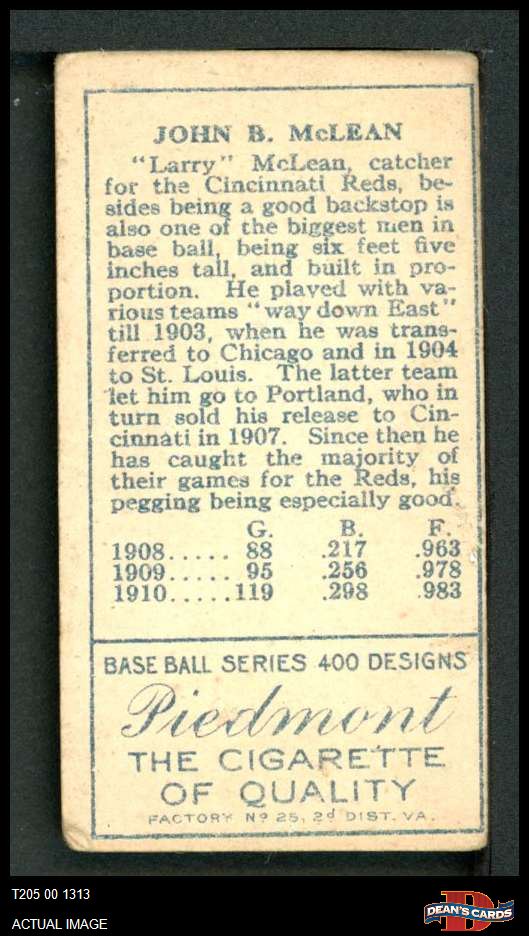 JOHN B. McLEAN
"Larry" McLean, catcher
for the Cincinnati Reds, be-
sides being a good backstop is
also one of the biggest men in
base ball, being six feet five
inches tall, and built in pro-
portion. He played with va-
rious teams "way down East"
till 1903, when he was trans-
ferred to Chicago and in 1904
to St. Louis. The latter team
let him go to Portland, who in
turn sold his release to Cin-
cinnati in 1907. Since then he
has caught the majority of
their games for the Reds, his
pegging being especially good.
G. B. F.
1908..... 88 .217 .963
1909..... 95 .256 .978
1910.....119 .298 .983
BASE BALL SERIES 400 DESIGNS
Piedmont
THE CIGARETTE
OF QUALITY
FACTORY Nº 25, 2d DIST. VA.
T205 00 1313
ACTUAL IMAGE
D
DEAN'S CARDS